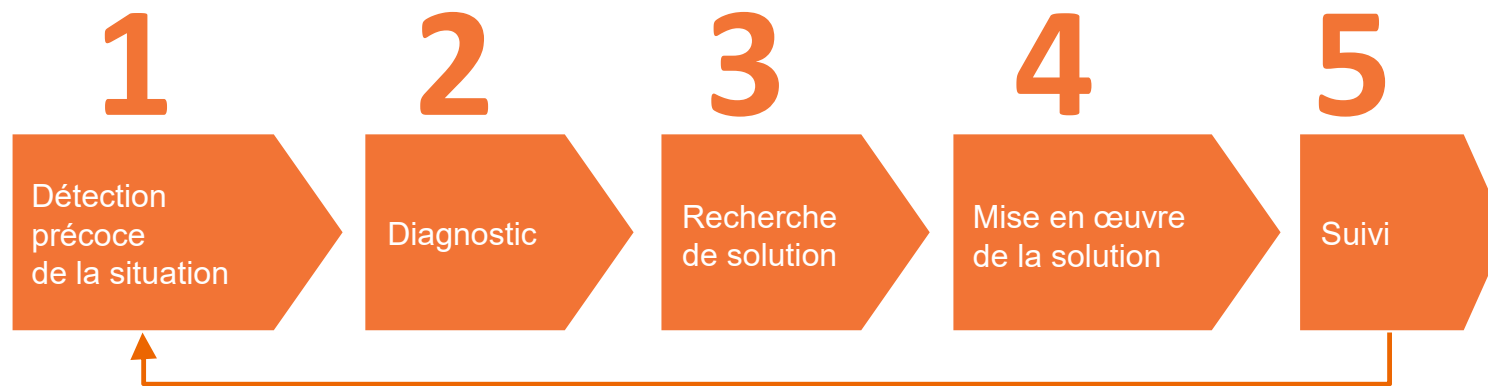 1
2
3
4
5
Détection
précoce
de la situation
Diagnostic
Recherche
de solution
Mise en œuvre
de la solution
Suivi